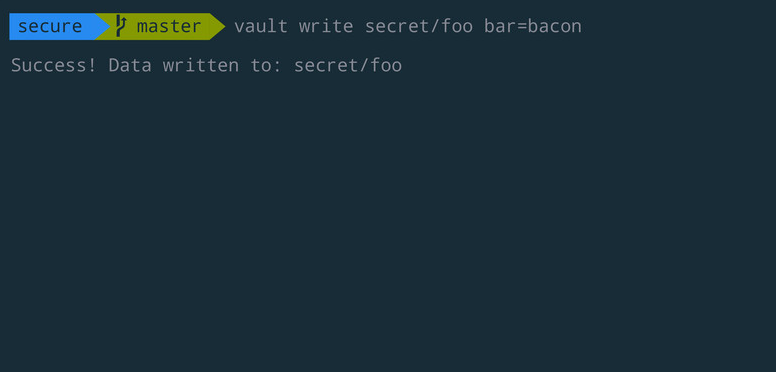 secure master vault write secret/foo bar=bacon
Success! Data written to: secret/foo